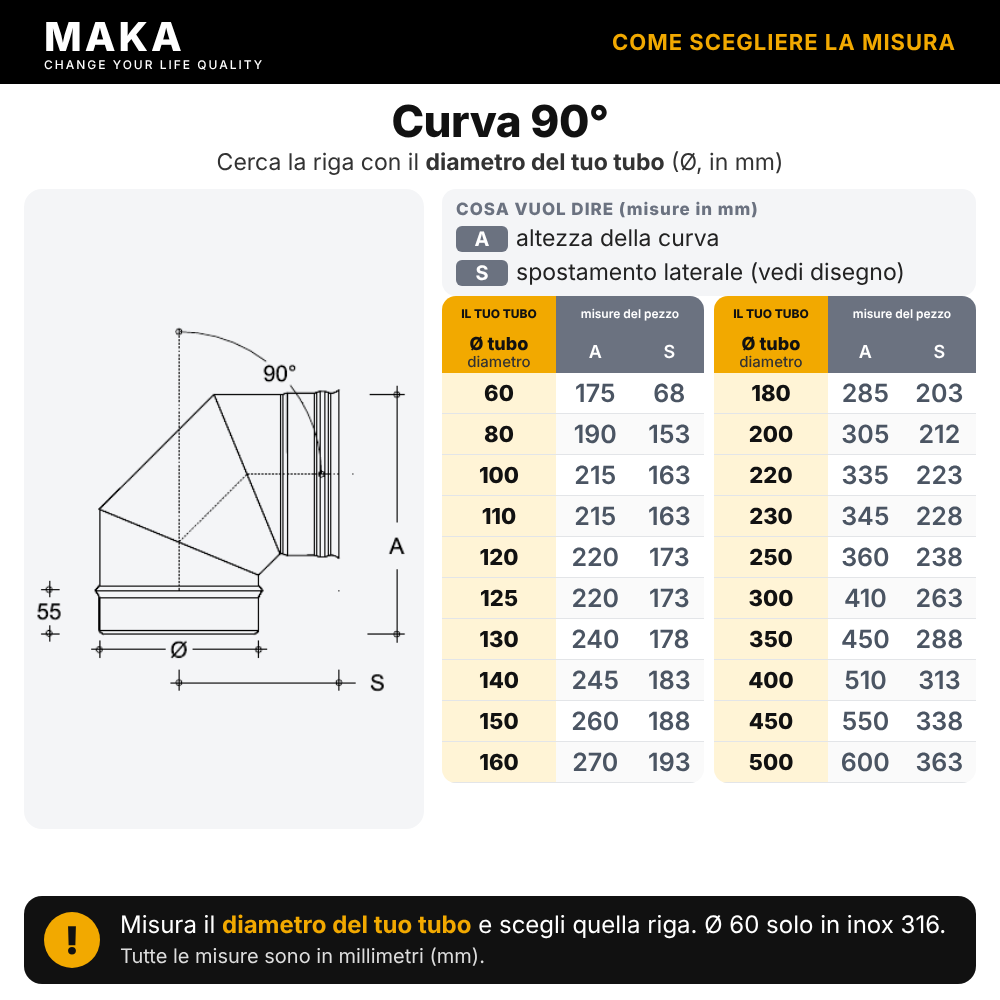 MAKA
CHANGE YOUR LIFE QUALITY
COME SCEGLIERE LA MISURA
Curva 90°
Cerca la riga con il diametro del tuo tubo (Ø, in mm)
90°
A
55
Ø
S
COSA VUOL DIRE (misure in mm)
A altezza della curva
S spostamento laterale (vedi disegno)
IL TUO TUBO misure del pezzo
Ø tubo diametro A S
60 175 68
80 190 153
100 215 163
110 215 163
120 220 173
125 220 173
130 240 178
140 245 183
150 260 188
160 270 193
IL TUO TUBO misure del pezzo
Ø tubo diametro A S
180 285 203
200 305 212
220 335 223
230 345 228
250 360 238
300 410 263
350 450 288
400 510 313
450 550 338
500 600 363
! Misura il diametro del tuo tubo e scegli quella riga. Ø 60 solo in inox 316.
Tutte le misure sono in millimetri (mm).